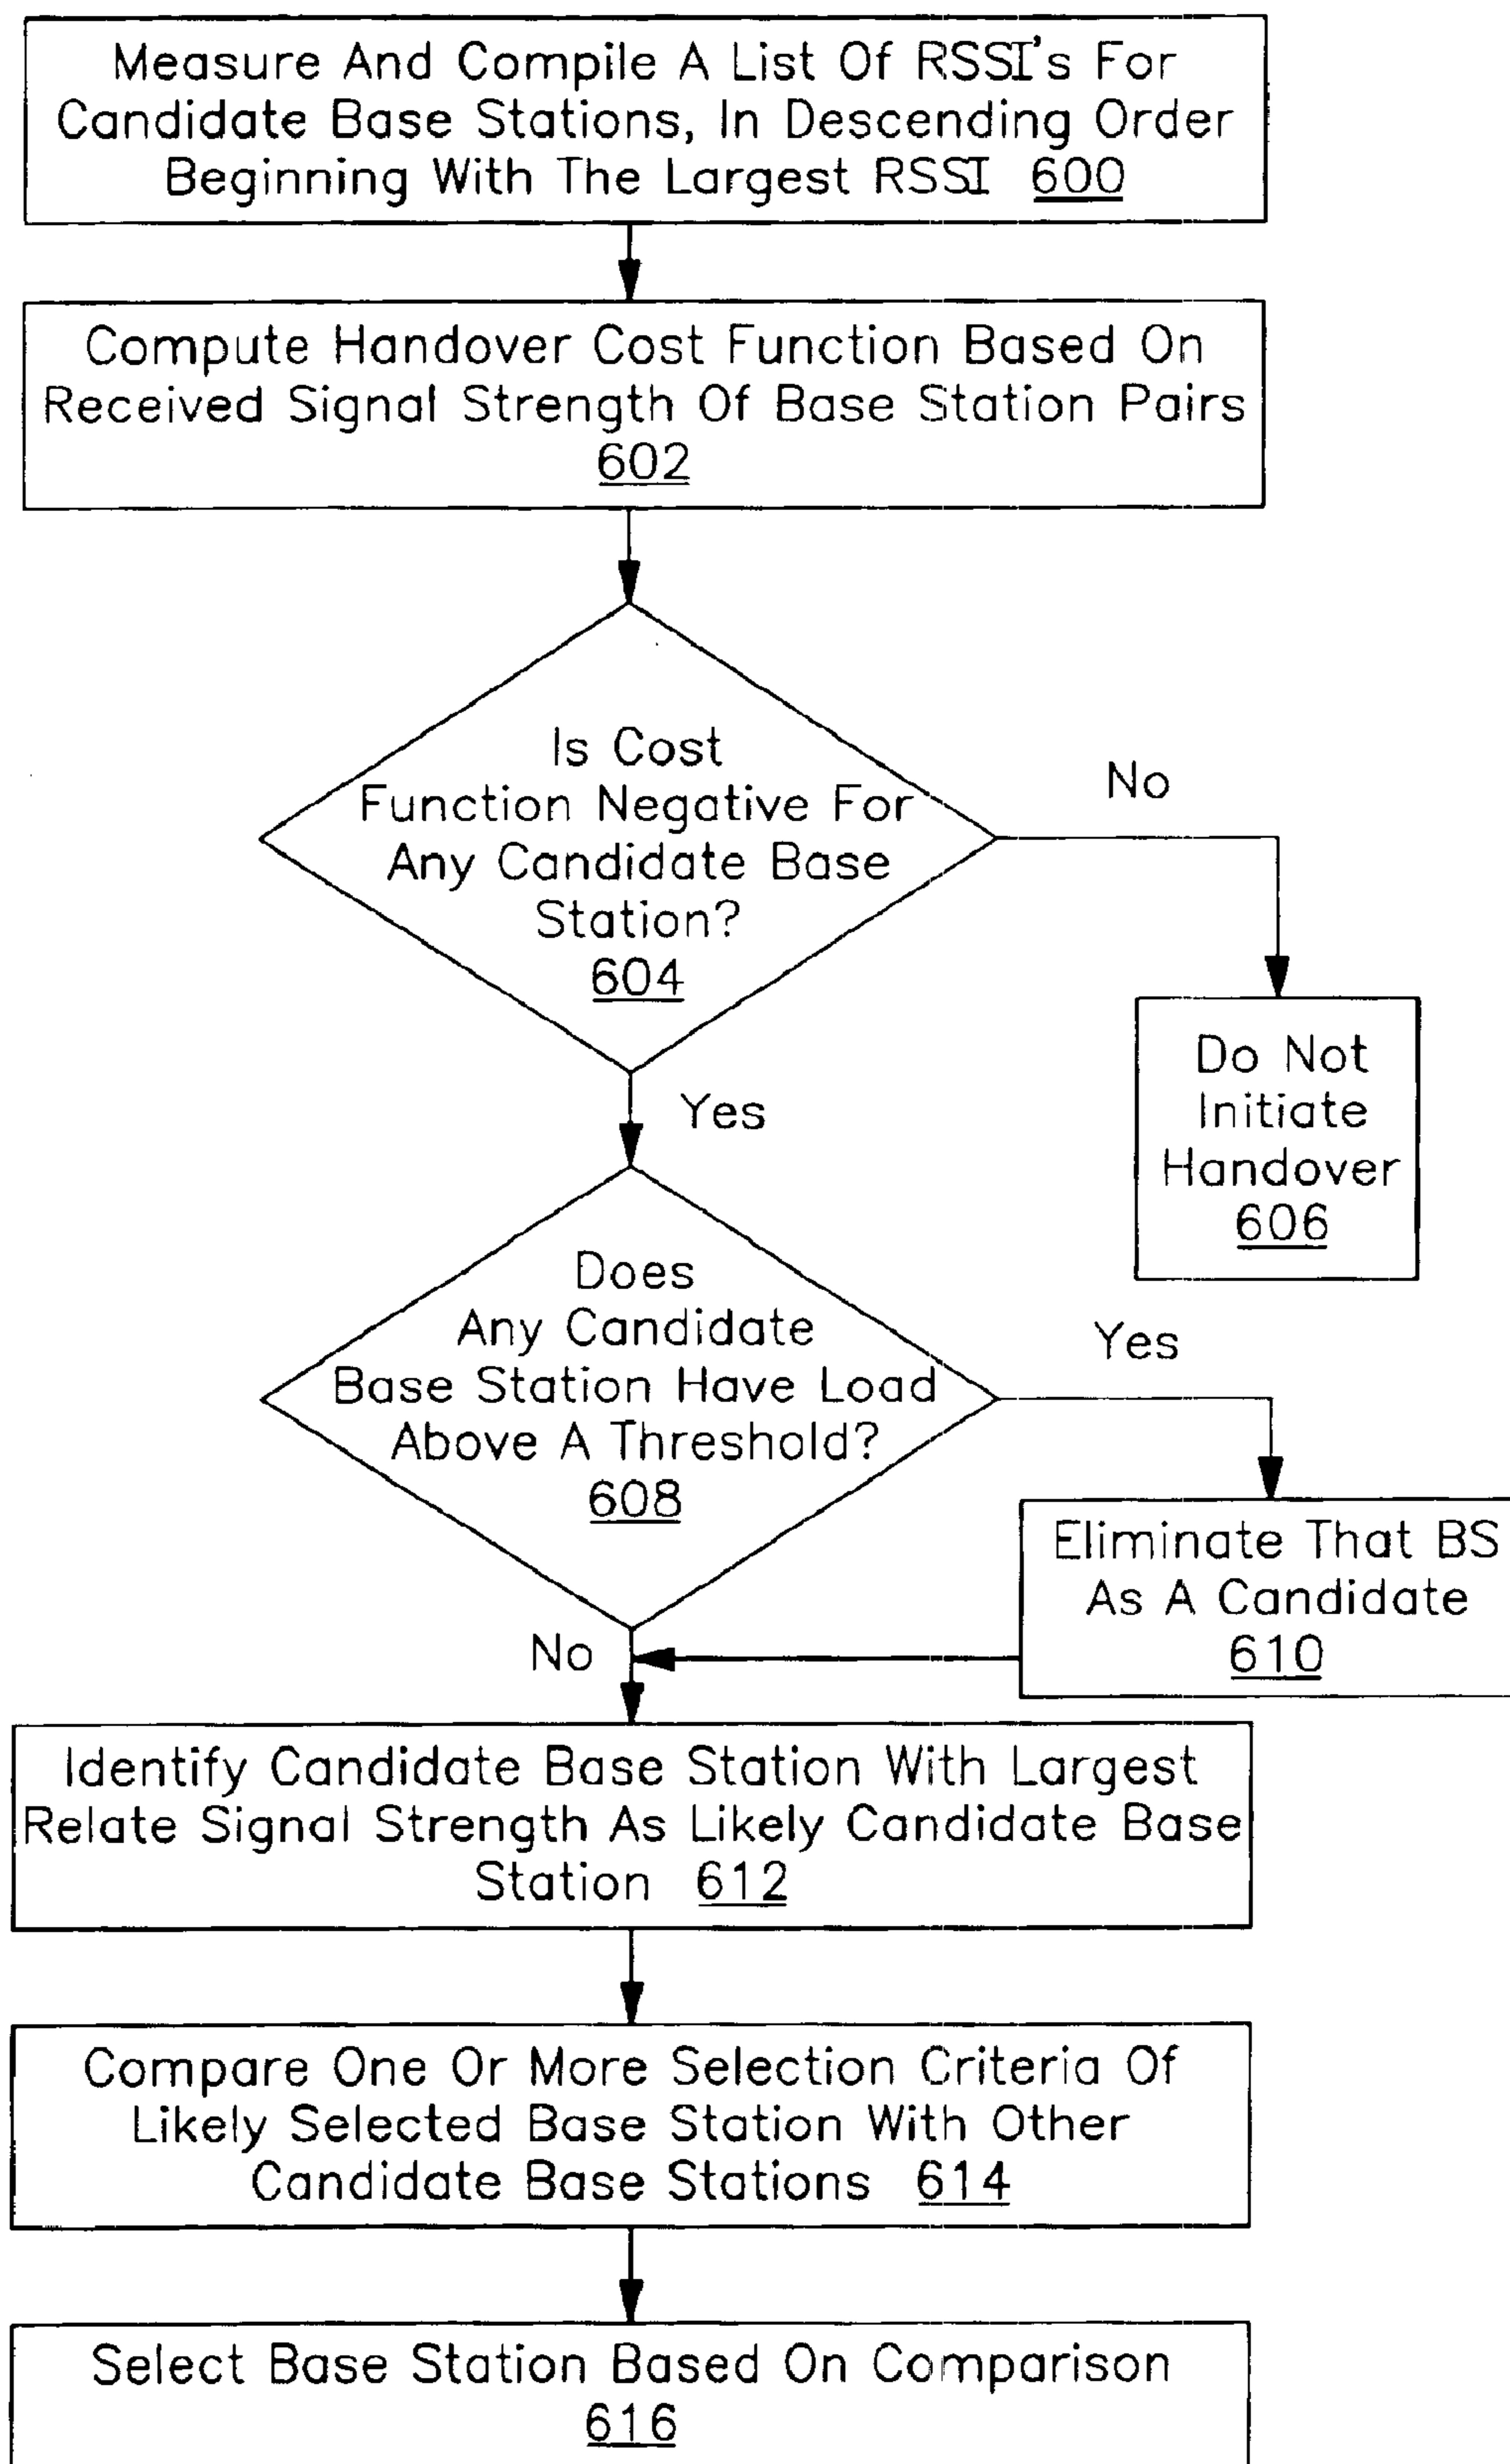 Measure And Compile A List Of RSSI's For
Candidate Base Stations, In Descending Order
Beginning With The Largest RSSI 600
Compute Handover Cost Function Based On
Received Signal Strength Of Base Station Pairs
602
Is Cost
Function Negative For
Any Candidate Base
Station?
604
No
Do Not
Initiate
Handover
606
Yes
Does
Any Candidate
Base Station Have Load
Above A Threshold?
608
Yes
Eliminate That BS
As A Candidate
610
No
Identify Candidate Base Station With Largest
Relate Signal Strength As Likely Candidate Base
Station 612
Compare One Or More Selection Criteria Of
Likely Selected Base Station With Other
Candidate Base Stations 614
Select Base Station Based On Comparison
616